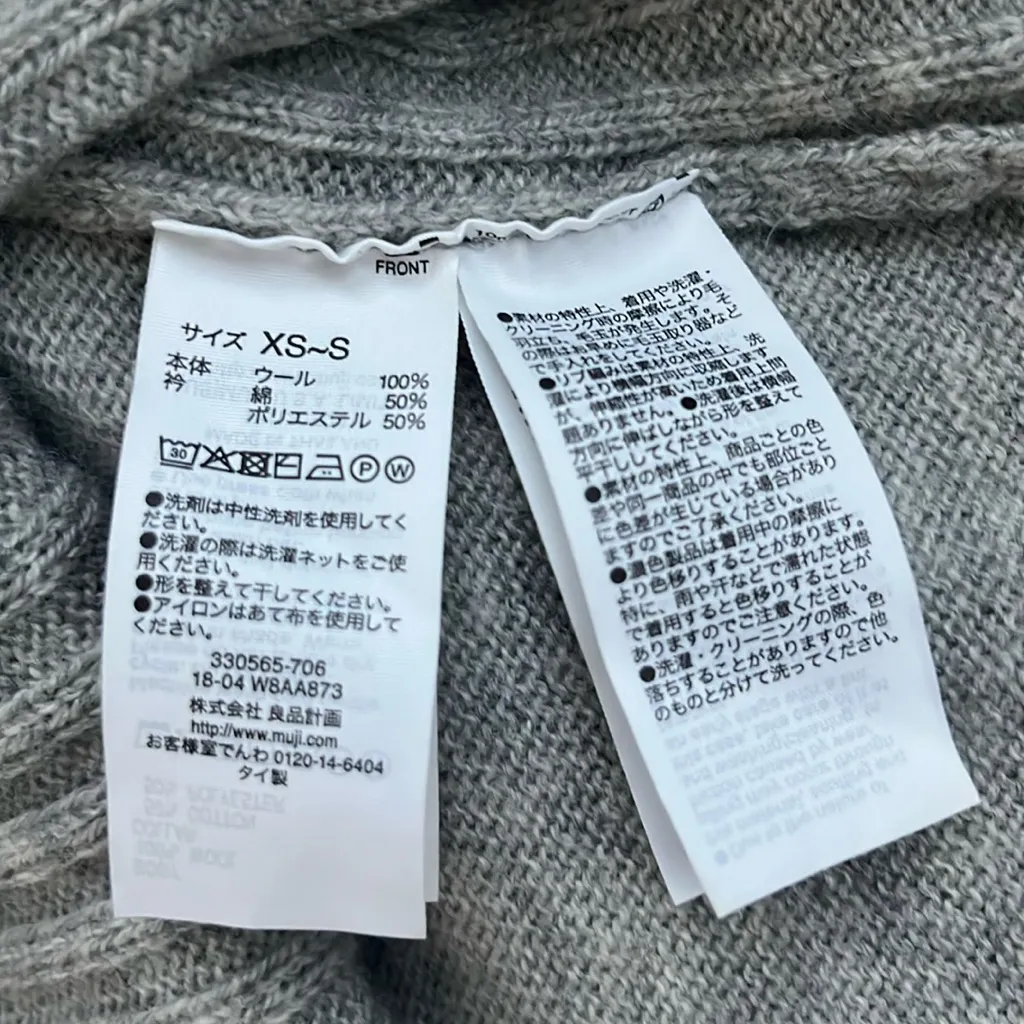 FRONT
サイズ XS~S
本体 ウール 100%
衿 綿 50%
ポリエステル 50%
30
P
W
●洗剤は中性洗剤を使用してく
ださい。
●洗濯の際は洗濯ネットをご使
用ください。
●形を整えて干してください。
●アイロンはあて布を使用して
ください。
330565-706
18-04 W8AA873
株式会社 良品計画
http://www.muji.com
お客様室でんわ 0120-14-6404
タイ製
●素材の特性上、着用や洗濯・
クリーニング時の摩擦により毛
羽立ち、毛玉が発生します。そ
の際はお早めに毛玉取り器など
で手入れをしてください。
●リブ編みは素材の特性上、洗
濯により横幅方向に収縮します
が、伸縮性が高いため着用上問
題ありません。●洗濯後は横幅
方向に伸ばしながら形を整えて
平干ししてください。
●素材の特性上、商品ごとの色
差や同一商品の中でも部位ごと
に色差が生じている場合があり
ますのでご了承ください。
●濃色製品は着用中の摩擦に
より色移りすることがあります。
特に、雨や汗などで濡れた状態
で着用すると色移りすることが
ありますのでご注意ください。
●洗濯・クリーニングの際、色
落ちすることがありますので他
のものと分けて洗ってください。